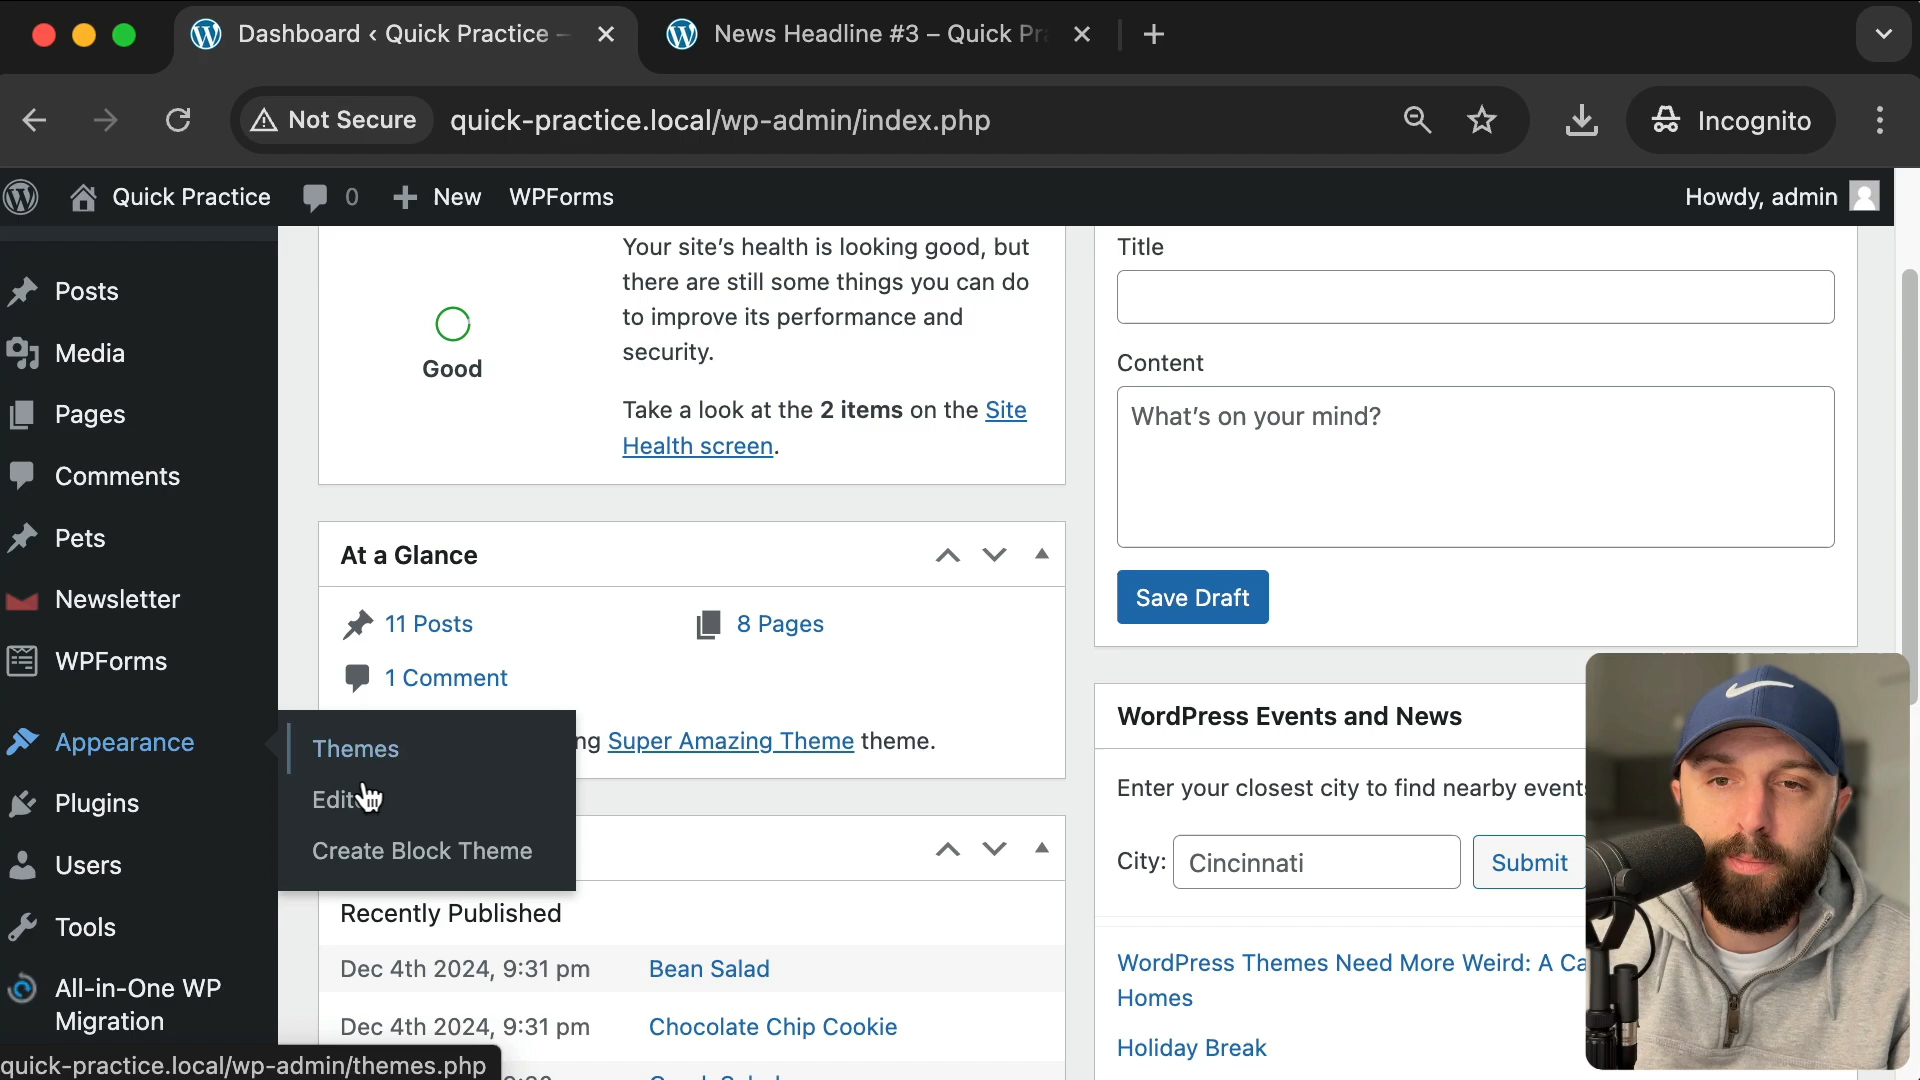 Dashboard ‹ Quick Practice –
News Headline #3 – Quick Pr
Not Secure
quick-practice.local/wp-admin/index.php
Incognito
Quick Practice
0
New
WPForms
Howdy, admin
Posts
Media
Pages
Comments
Pets
Newsletter
WPForms
Appearance
Plugins
Users
Tools
All-in-One WP
Migration
Themes
Create Block Theme
quick-practice.local/wp-admin/themes.php
Good
Your site's health is looking good, but
there are still some things you can do
to improve its performance and
security.
Take a look at the 2 items on the Site
Health screen.
At a Glance
11 Posts
8 Pages
1 Comment
ng Super Amazing Theme theme.
Recently Published
Dec 4th 2024, 9:31 pm
Bean Salad
Dec 4th 2024, 9:31 pm
Chocolate Chip Cookie
Title
Content
What's on your mind?
Save Draft
WordPress Events and News
Enter your closest city to find nearby events
City:
Cincinnati
Submit
WordPress Themes Need More Weird: A Ca
Homes
Holiday Break